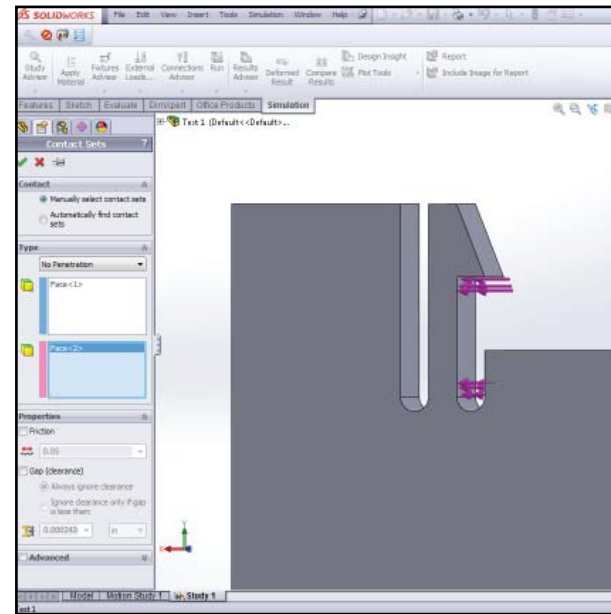 SOLIDWORKS File Edit View Insert Tools Simulation Window Help
Study Advisor
Apply Material
Fixtures Advisor
External Loads...
Connections Advisor
Run
Results Advisor
Deformed Result
Compare Results
Design Insight
Plot Tools
Report
Include Image for Report
Features Sketch Evaluate DimXpert Office Products Simulation
Test 1 (Default<<Default>...
Contact Sets ?
Contact
Manually select contact sets
Automatically find contact
sets
Type
No Penetration
Face<1>
Face<2>
Properties
Friction
0.05
Gap (clearance)
Always ignore clearance
Ignore clearance only if gap
is less than:
in
Advanced
Model Motion Study 1 Study 1
Test 1